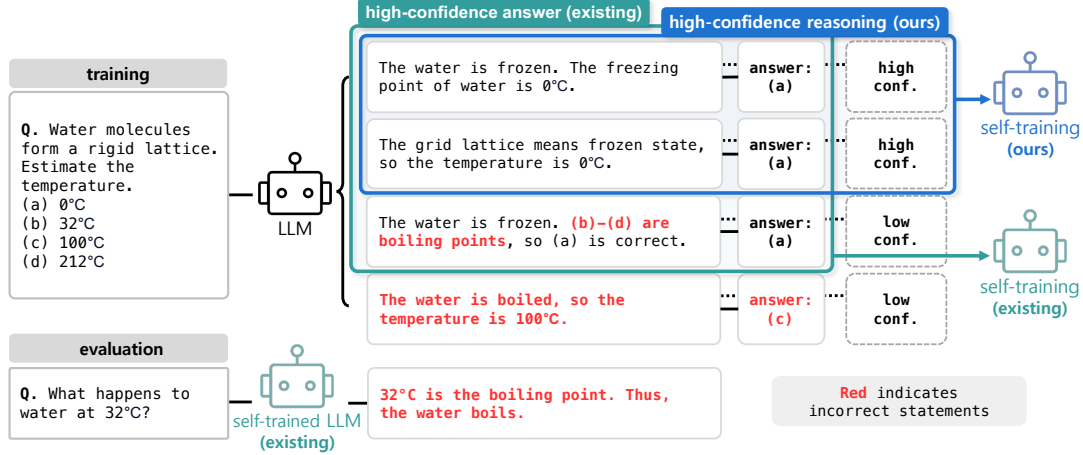 high-confidence answer (existing)
high-confidence reasoning (ours)
training
Q. Water molecules
form a rigid lattice.
Estimate the
temperature.
(a) 0°C
(b) 32°C
(c) 100°C
(d) 212°C
LLM
The water is frozen. The freezing
point of water is 0℃.
answer:
(a)
high
conf.
The grid lattice means frozen state,
so the temperature is 0℃.
answer:
(a)
high
conf.
The water is frozen. (b)–(d) are
boiling points, so (a) is correct.
answer:
(a)
low
conf.
The water is boiled, so the
temperature is 100℃.
answer:
(c)
low
conf.
self-training
(ours)
self-training
(existing)
evaluation
Q. What happens to
water at 32℃?
self-trained LLM
(existing)
32°C is the boiling point. Thus,
the water boils.
Red indicates
incorrect statements